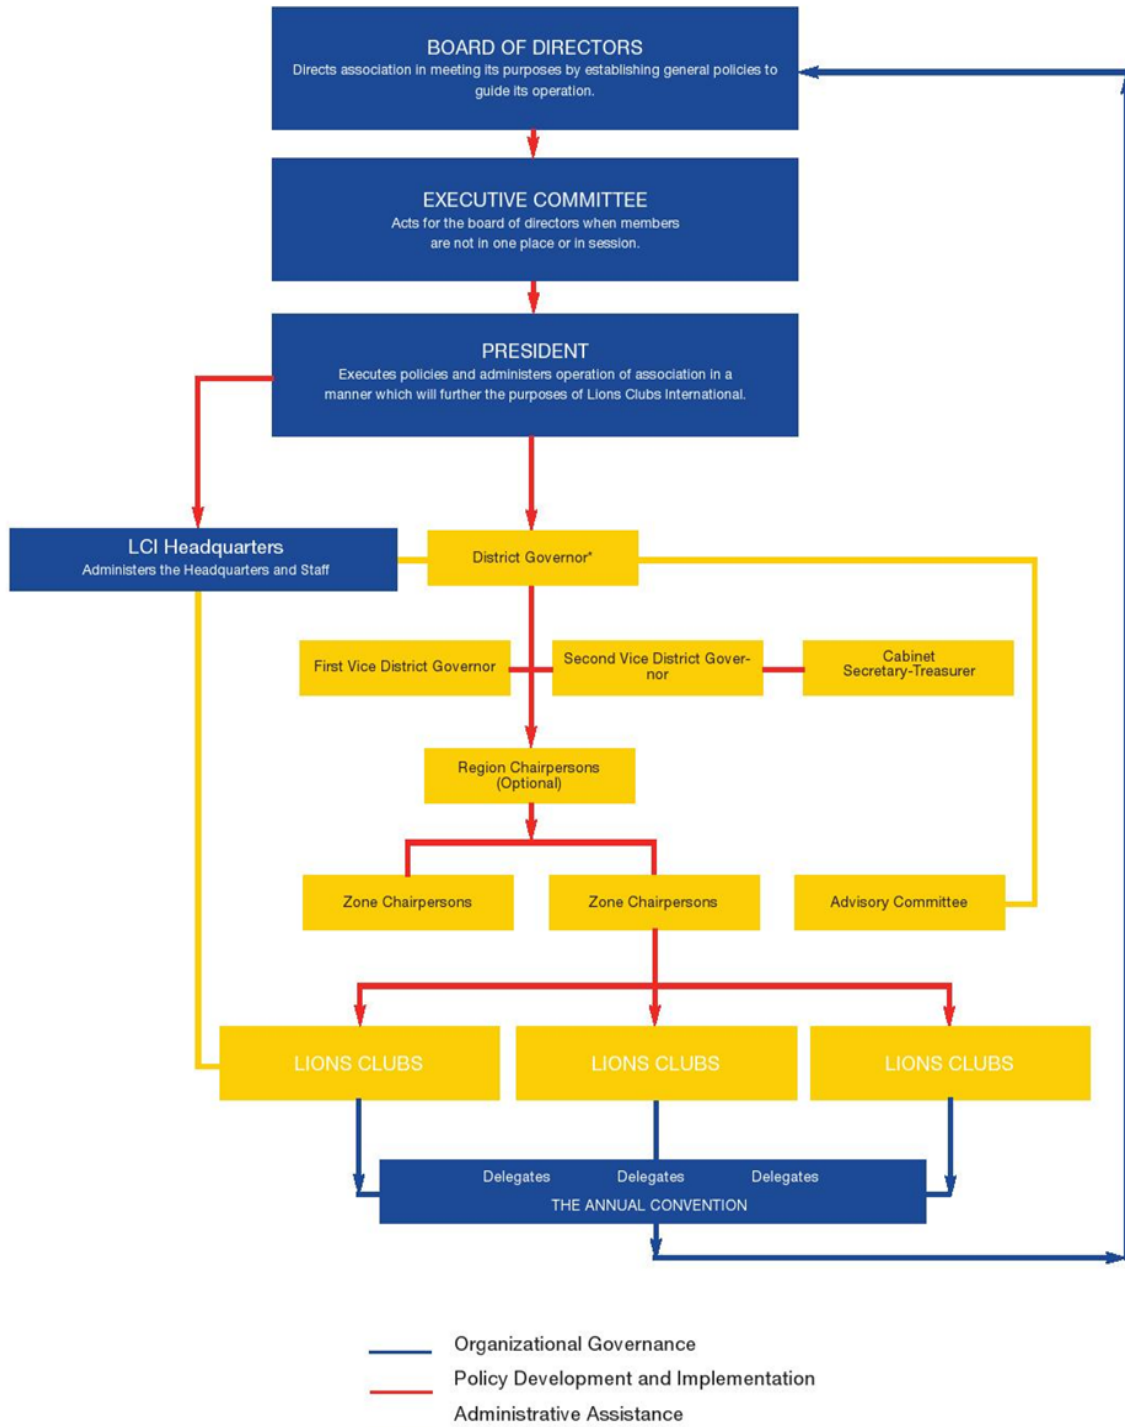 BOARD OF DIRECTORS
Directs association in meeting its purposes by establishing general policies to
guide its operation.
EXECUTIVE COMMITTEE
Acts for the board of directors when members
are not in one place or in session.
PRESIDENT
Executes policies and administers operation of association in a
manner which will further the purposes of Lions Clubs International.
LCI Headquarters
Administers the Headquarters and Staff
District Governor*
First Vice District Governor
Second Vice District Gover-
nor
Cabinet
Secretary-Treasurer
Region Chairpersons
(Optional)
Zone Chairpersons
Zone Chairpersons
Advisory Committee
LIONS CLUBS
LIONS CLUBS
LIONS CLUBS
Delegates Delegates Delegates
THE ANNUAL CONVENTION
Organizational Governance
Policy Development and Implementation
Administrative Assistance